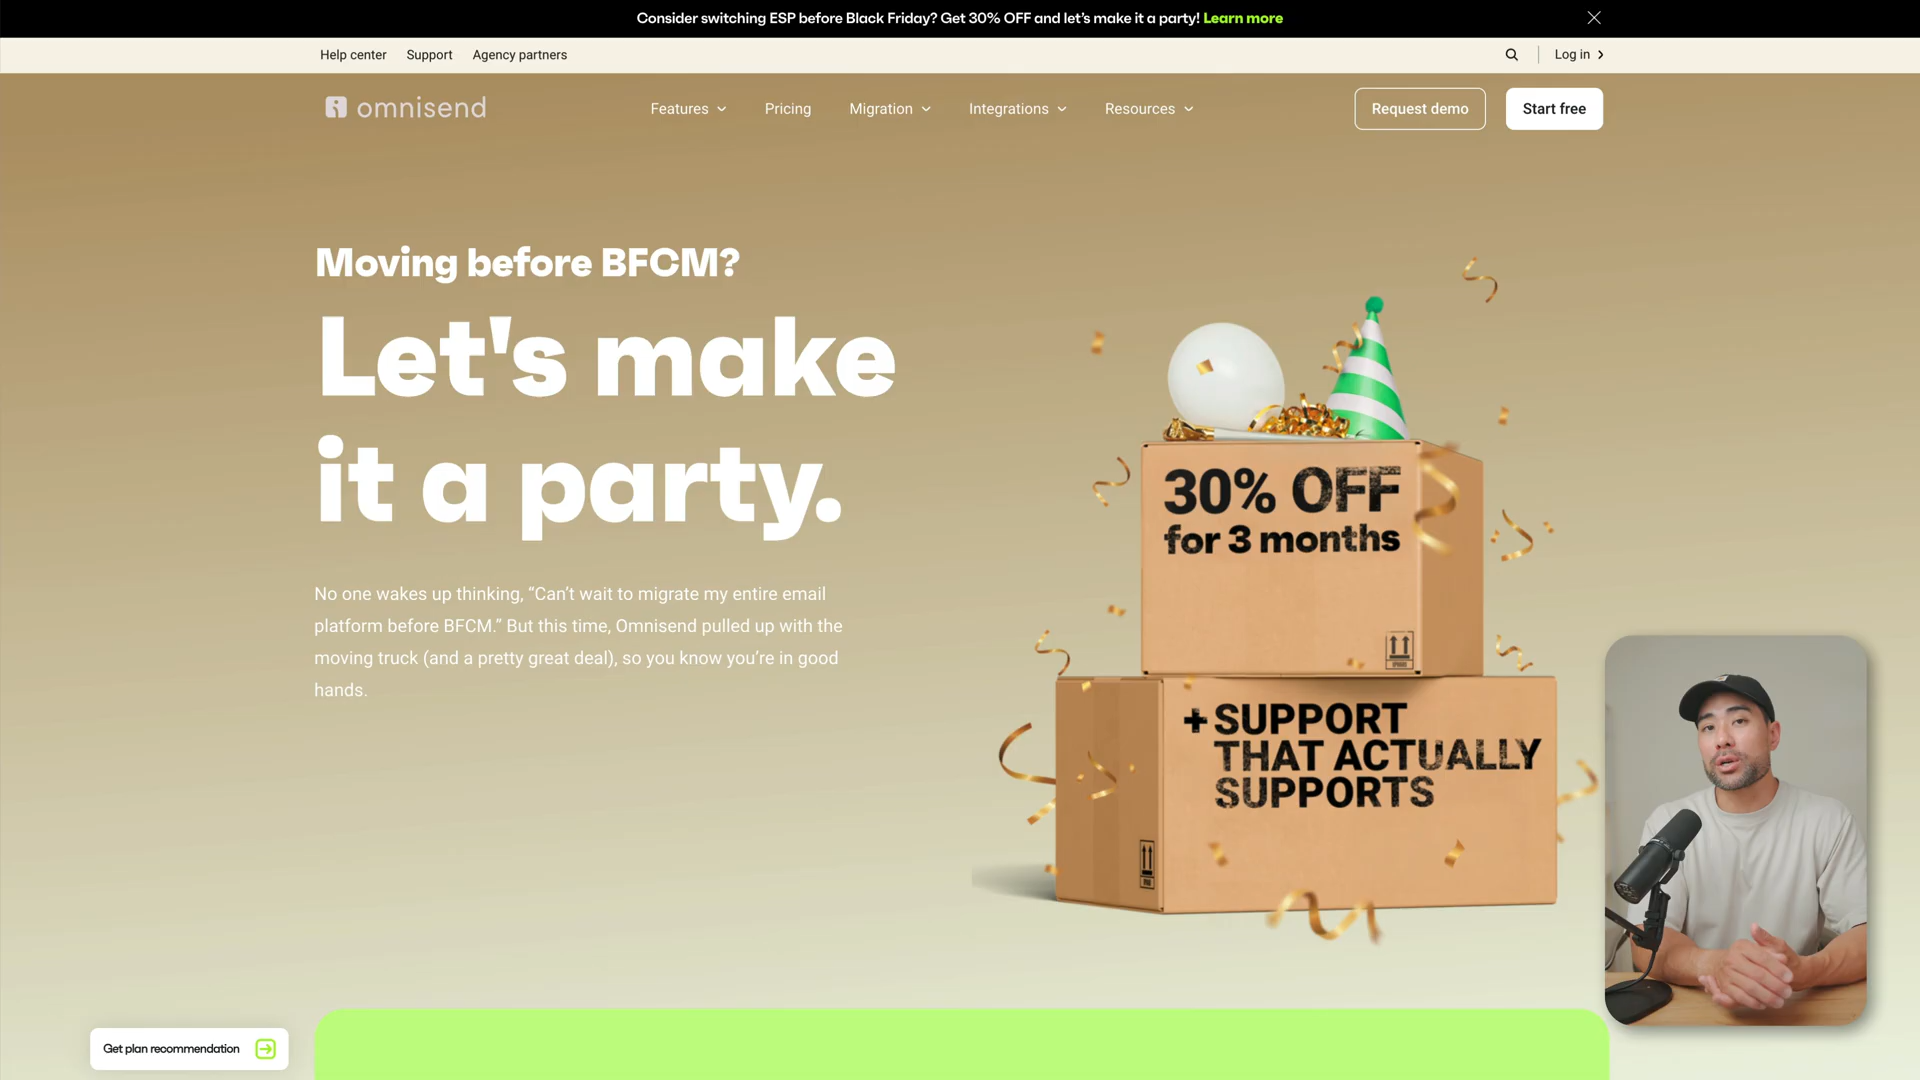 Consider switching ESP before Black Friday? Get 30% OFF and let's make it a party! Learn more
Help center Support Agency partners
Log in
omnisend
Features Pricing Migration Integrations Resources
Request demo Start free
Moving before BFCM?
Let's make
it a party.
No one wakes up thinking, “Can’t wait to migrate my entire email
platform before BFCM.” But this time, Omnisend pulled up with the
moving truck (and a pretty great deal), so you know you’re in good
hands.
30% OFF
for 3 months
+ SUPPORT
THAT ACTUALLY
SUPPORTS
Get plan recommendation